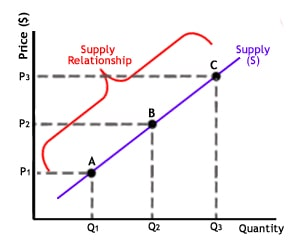 Price ($)
Supply
Relationship
Supply
(S)
P3
C
P2
B
P1
A
Q1
Q2
Q3
Quantity